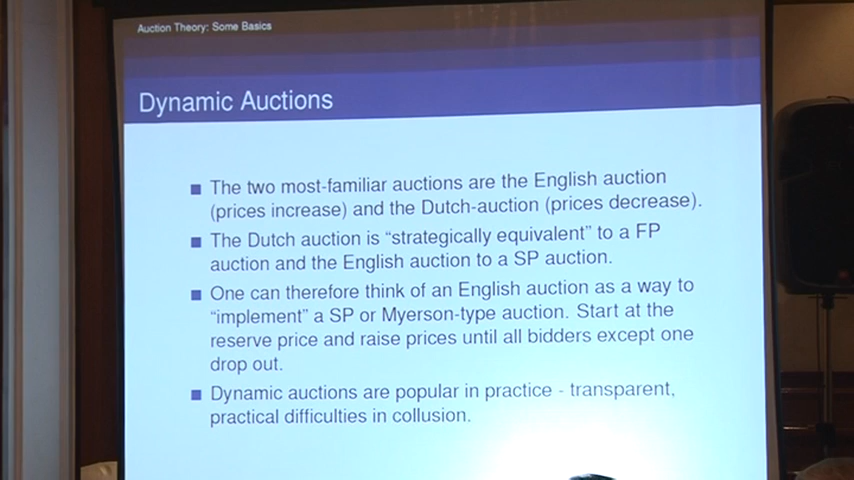 Auction Theory: Some Basics
Dynamic Auctions
The two most-familiar auctions are the English auction
(prices increase) and the Dutch-auction (prices decrease).
The Dutch auction is “strategically equivalent” to a FP
auction and the English auction to a SP auction.
One can therefore think of an English auction as a way to
“implement” a SP or Myerson-type auction. Start at the
reserve price and raise prices until all bidders except one
drop out.
Dynamic auctions are popular in practice - transparent,
practical difficulties in collusion.